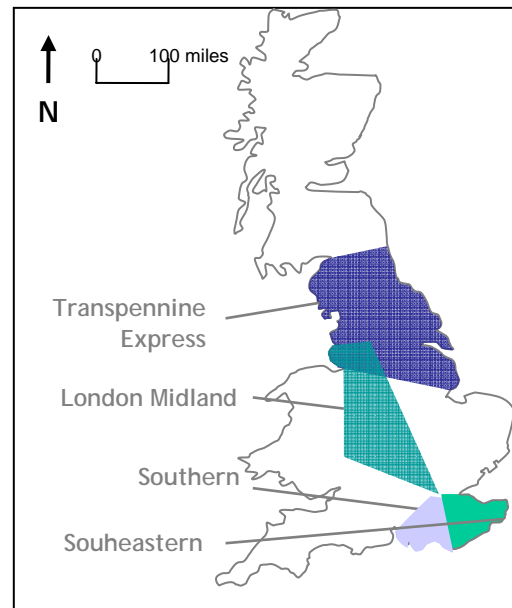 0 100 miles
N
Transpennine
Express
London Midland
Southern
Souheastern